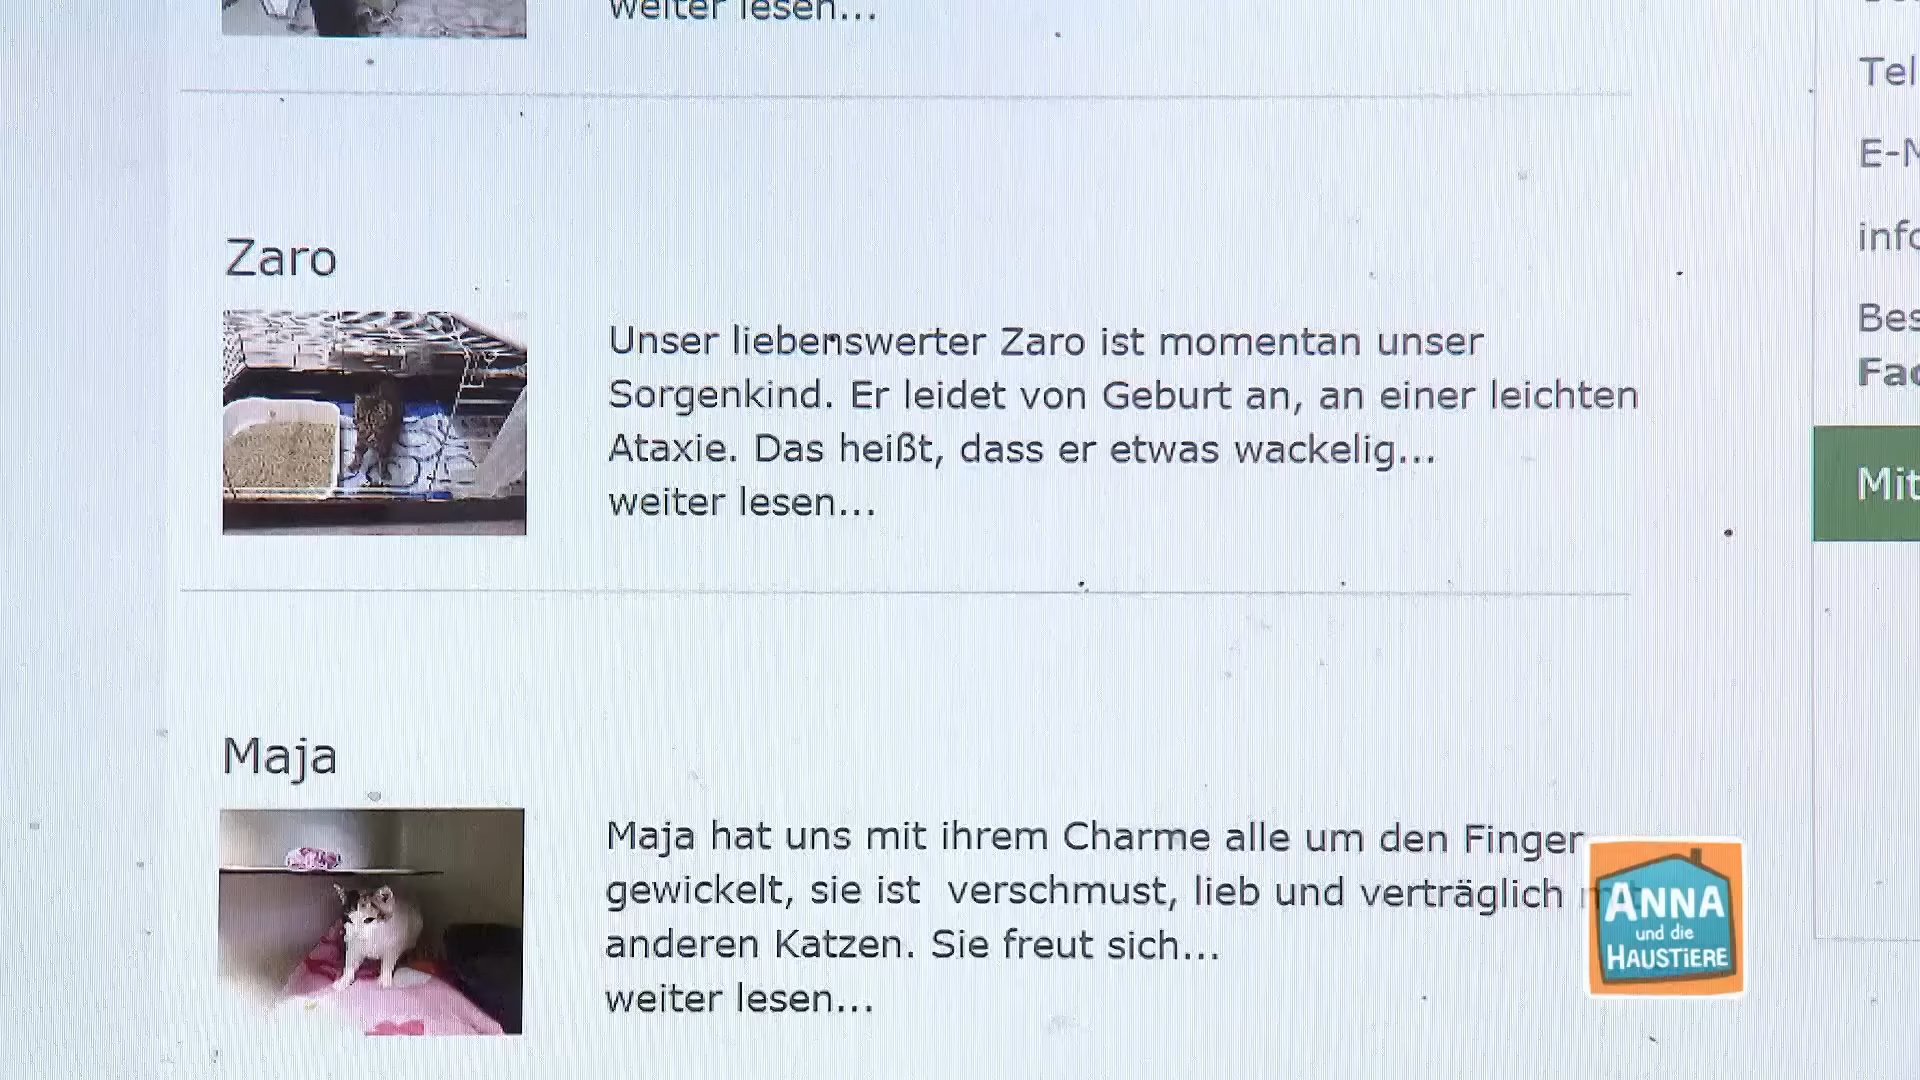 weiter lesen...
Zaro
Unser liebenswerter Zaro ist momentan unser
Sorgenkind. Er leidet von Geburt an, an einer leichten
Ataxie. Das heißt, dass er etwas wackelig...
weiter lesen...
Maja
Maja hat uns mit ihrem Charme alle um den Finger
gewickelt, sie ist verschmust, lieb und verträglich
anderen Katzen. Sie freut sich...
weiter lesen...
Tel
E-M
info
Bes
Fac
Mit
ANNA
und die
HAUSTiERE